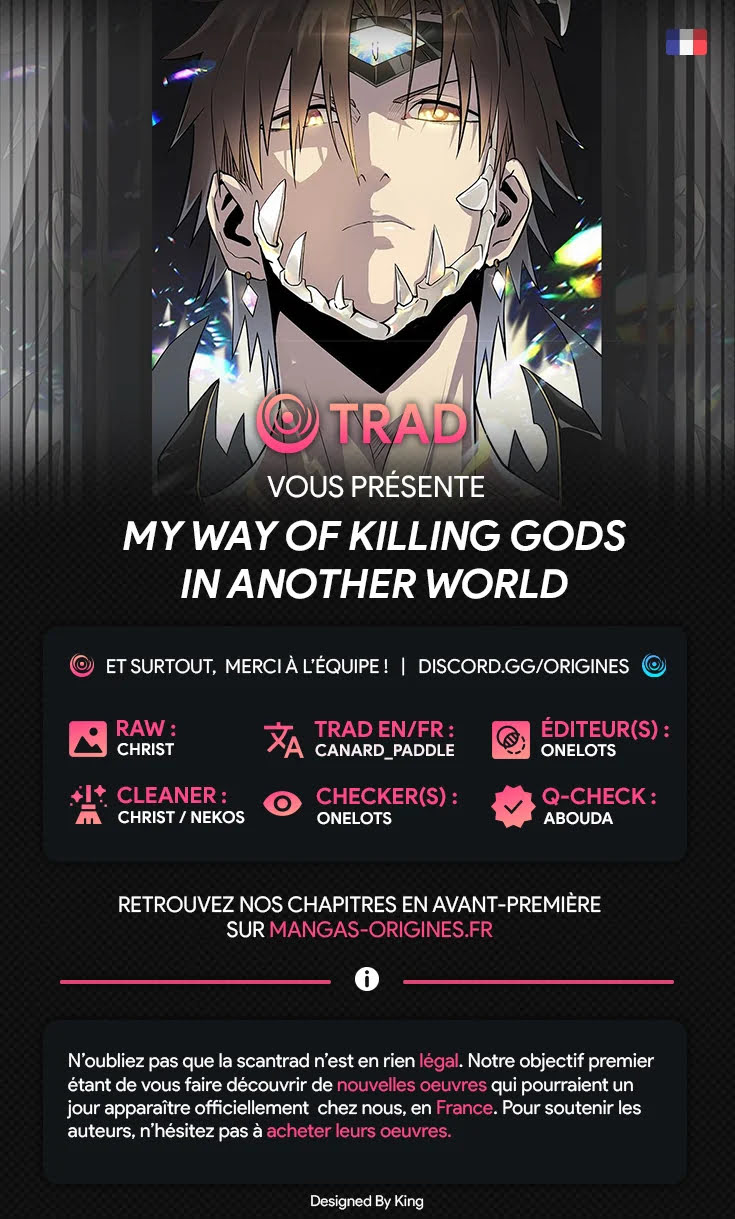 TRAD
VOUS PRÉSENTE
MY WAY OF KILLING GODS
IN ANOTHER WORLD
ET SURTOUT, MERCI À L'ÉQUIPE ! | DISCORD.GG/ORIGINES
RAW :
CHRIST
TRAD EN/FR :
CANARD_PADDLE
ÉDITEUR(S) :
ONELOTS
CLEANER :
CHRIST / NEKOS
CHECKER(S) :
ONELOTS
Q-CHECK :
ABOUDA
RETROUVEZ NOS CHAPITRES EN AVANT-PREMIÈRE
SUR MANGAS-ORIGINES.FR
N'oubliez pas que la scantrad n'est en rien légal. Notre objectif premier
étant de vous faire découvrir de nouvelles oeuvres qui pourraient un
jour apparaître officiellement chez nous, en France. Pour soutenir les
auteurs, n'hésitez pas à acheter leurs oeuvres.
Designed By King